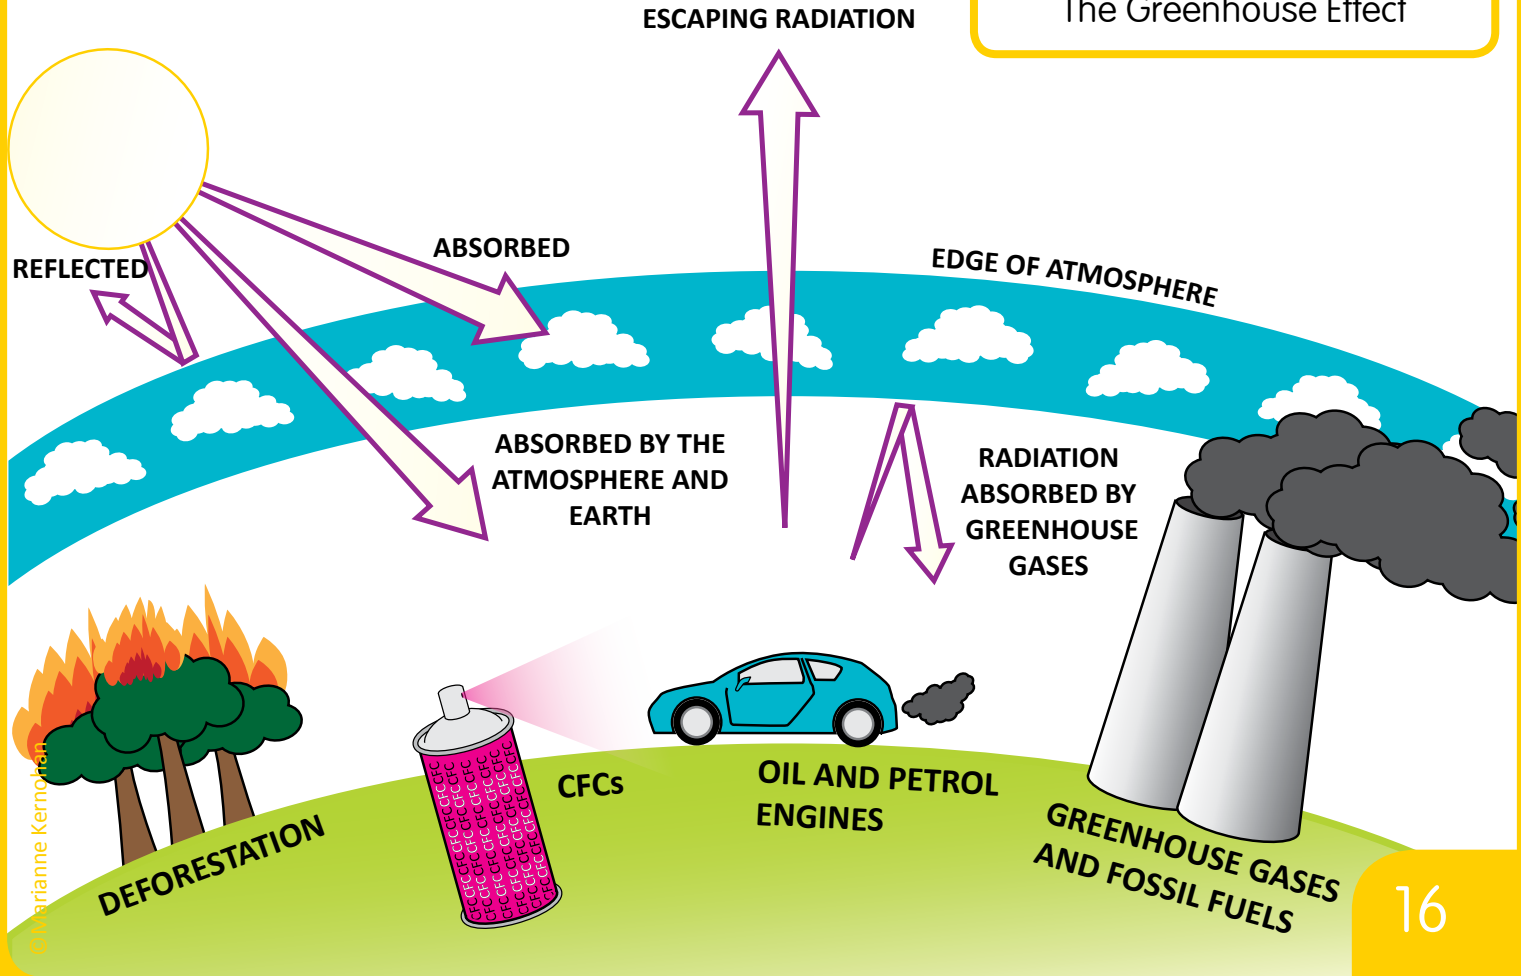 ESCAPING RADIATION
The Greenhouse Effect
REFLECTED
ABSORBED
EDGE OF ATMOSPHERE
ABSORBED BY THE
ATMOSPHERE AND
EARTH
RADIATION
ABSORBED BY
GREENHOUSE
GASES
DEFORESTATION
CFCs
OIL AND PETROL
ENGINES
GREENHOUSE GASES
AND FOSSIL FUELS
©Marianne Kernohan
16